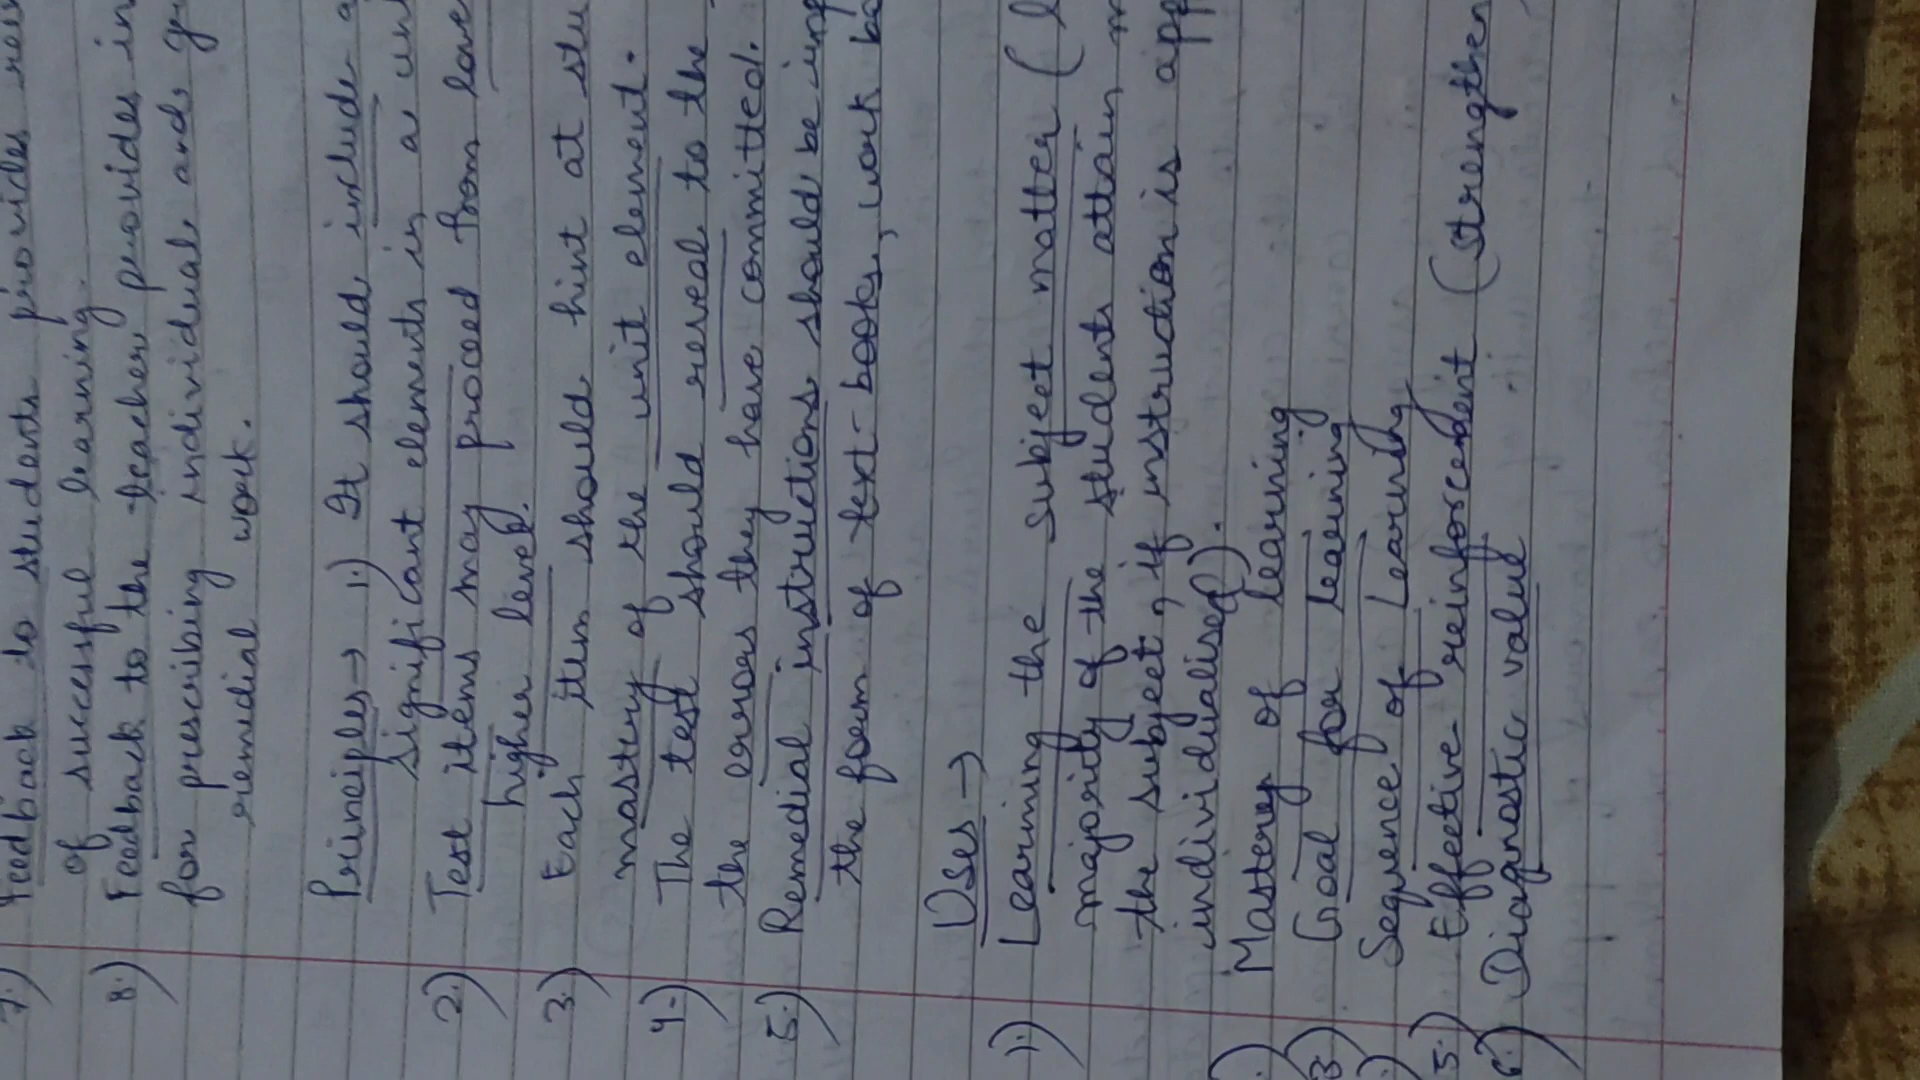 7.) Feedback to students provides
of successful learning.
8.) Feedback to the teacher provides in
for prescribing individual and
remidial work.
Principles→ 1.) It should include a
significant elements in a
2.) Test items may proceed from
higher level.
3.) Each item should hint at
mastery of the unit element.
4.) The test should reveal to the
the errors they have committed.
5.) Remedial instructions should be
the form of text-books, work
Uses→
1.) Learning the subject matter (
majority of the students attain
the subject, if instruction is
individualised).
.) Mastery of learning
3.) Goal for learning
.) Sequence of Learning
5.) Effective reinforcement (strengthen
6.) Diagnostic value